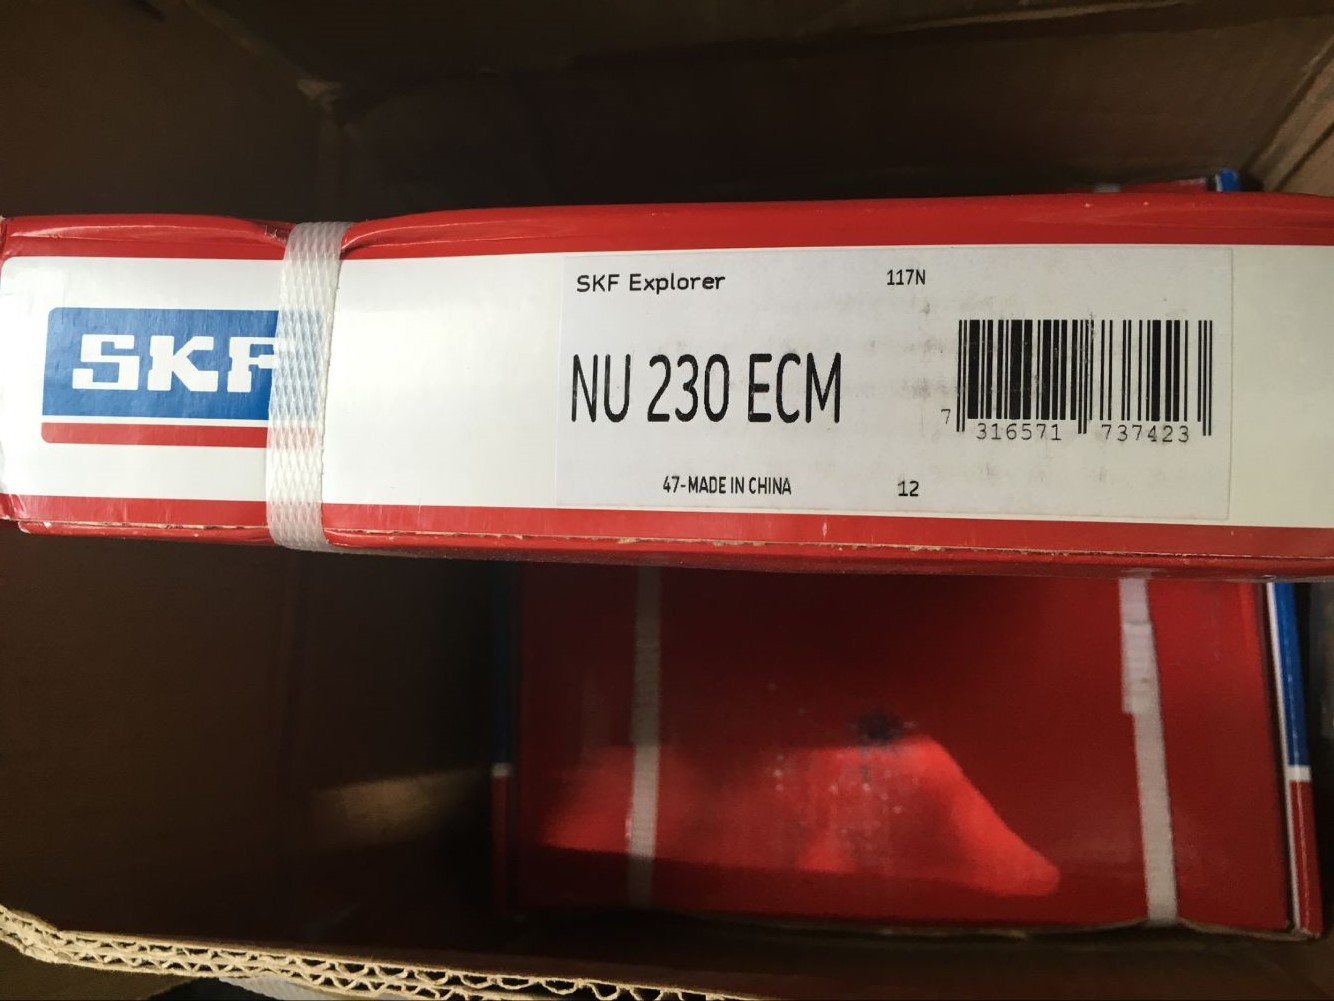 SKF
SKF Explorer 117N
NU 230 ECM
7 316571 737423
47-MADE IN CHINA 12